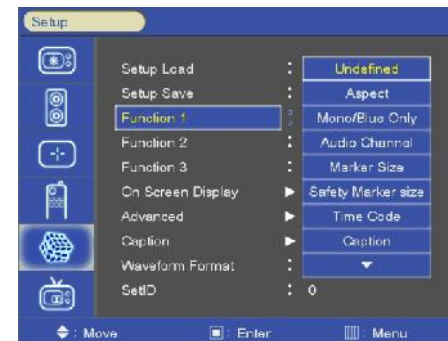 Setup
Setup Load : Undefined
Setup Save : Aspect
Function 1 Mono/Blue Only
Function 2 : Audio Channel
Function 3 : Marker Size
On Screen Display Safety Marker size
Advanced Time Code
Caption Caption
Waveform Format :
SetID : 0
: Move : Enter : Menu